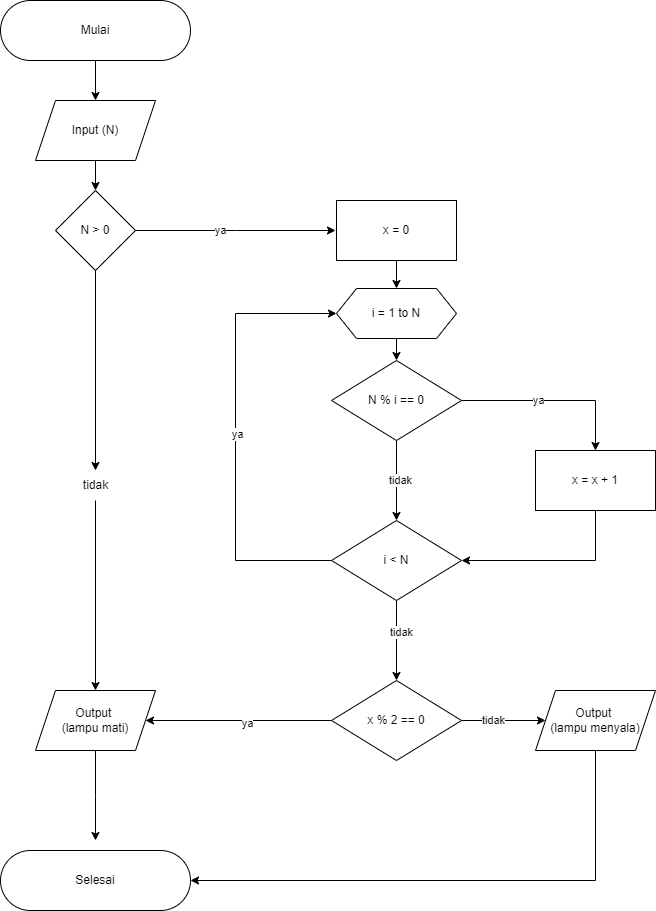 Mulai
Input (N)
N > 0
ya
x = 0
i = 1 to N
N % i == 0
ya
ya
x = x + 1
tidak
tidak
i < N
tidak
Output
(lampu mati)
ya
x % 2 == 0
tidak
Output
(lampu menyala)
Selesai